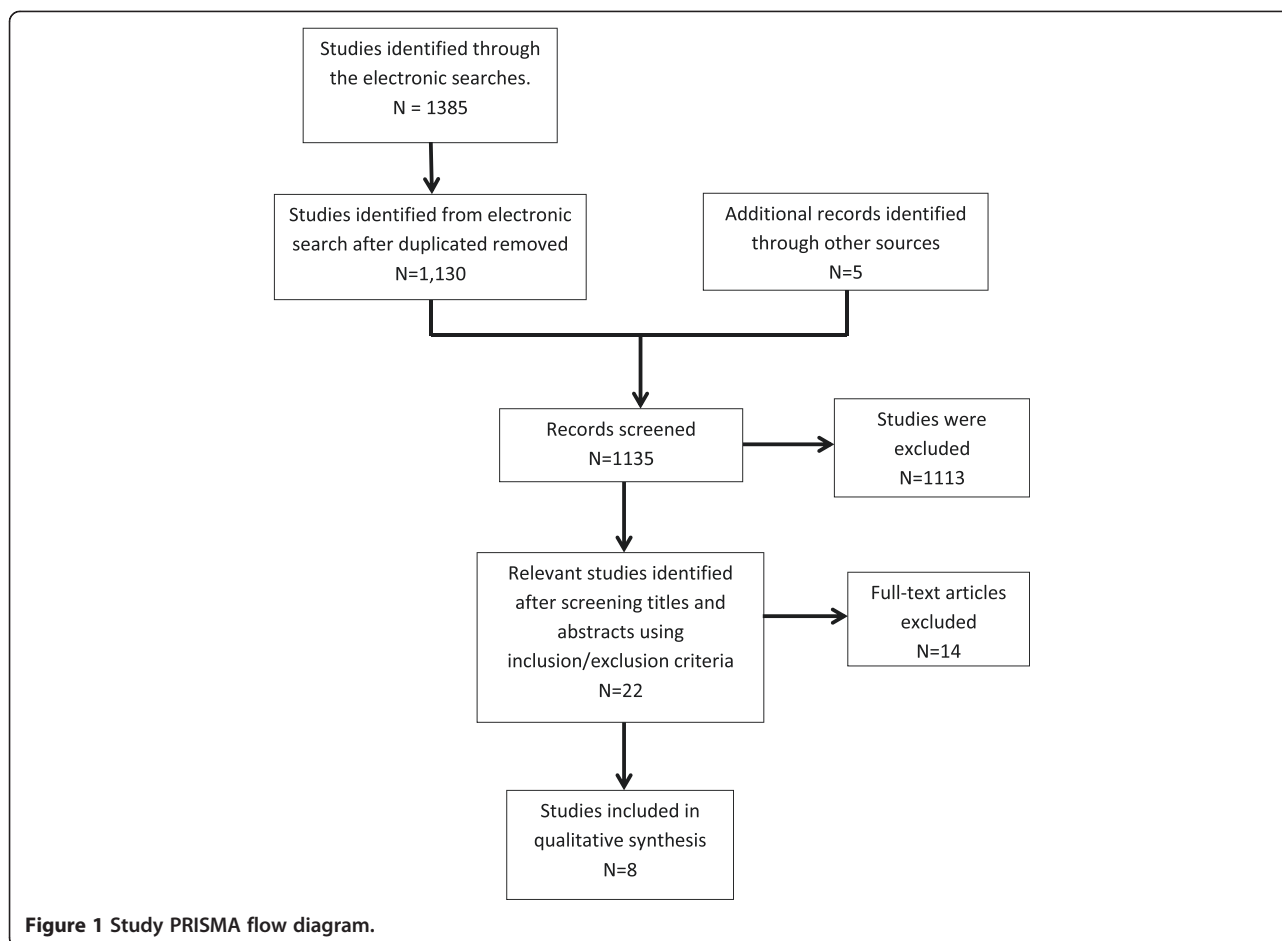 Studies identified through
the electronic searches.
N = 1385
Studies identified from electronic
search after duplicated removed
N=1,130
Additional records identified
through other sources
N=5
Records screened
N=1135
Studies were
excluded
N=1113
Relevant studies identified
after screening titles and
abstracts using
inclusion/exclusion criteria
N=22
Full-text articles
excluded
N=14
Studies included in
qualitative synthesis
N=8
Figure 1 Study PRISMA flow diagram.